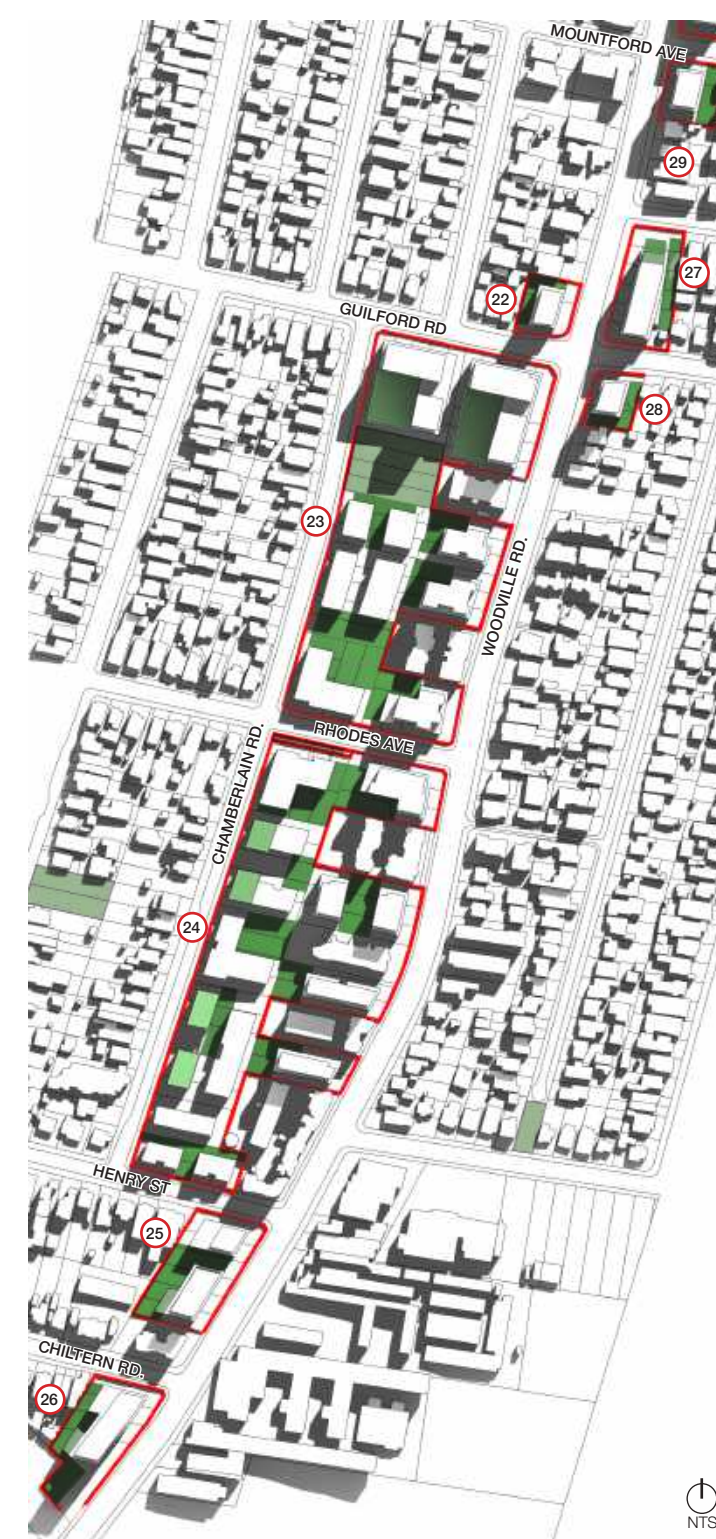 MOUNTFORD AVE
29
27
22
GUILFORD RD
28
23
WOODVILLE RD.
RHODES AVE
CHAMBERLAIN RD.
24
HENRY ST
25
CHILTERN RD.
26
NTS